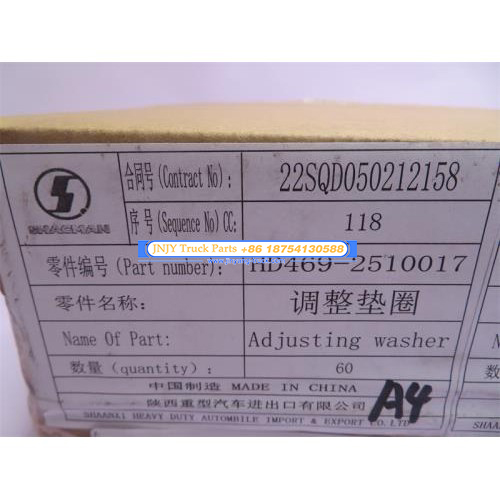 合同号(Contract No): 22SQD050212158
SHACMAN
序号(Sequence No)CC: 118
JNJY Truck Parts +86 18754130588
零件编号(Part number): HD469-2510017
零件名称: 调整垫圈
Name Of Part: Adjusting washer
数量(quantity): 60
中国制造 MADE IN CHINA
陕西重型汽车进出口有限公司
SHAANXI HEAVY DUTY AUTOMBILE IMPORT & EXPORT CO. LTD
A4
数
SHAA